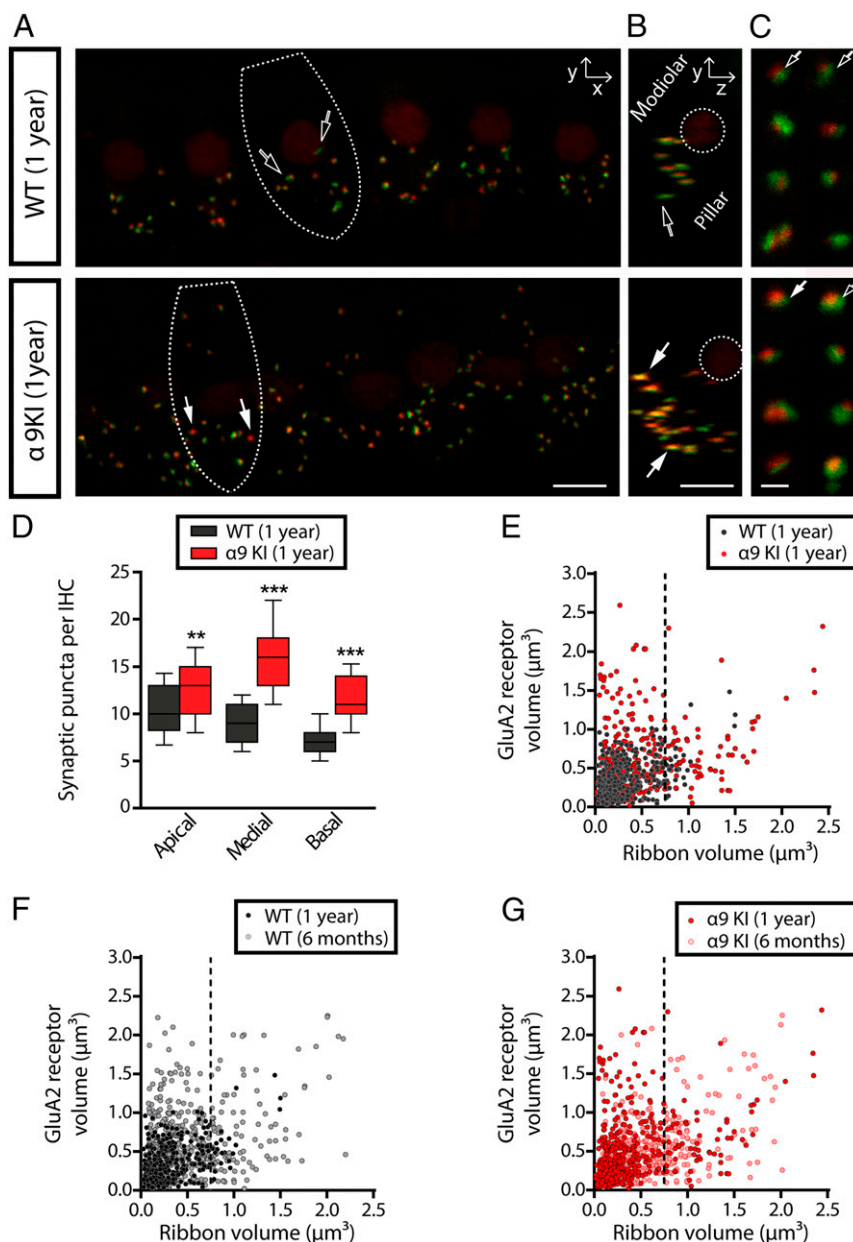 A
B
C
WT (1 year)
y
x
Modiolar
y
z
Pillar
α 9KI (1year)
D
WT (1 year)
α9 KI (1 year)
Synaptic puncta per IHC
25
20
15
10
5
0
**
***
***
Apical
Medial
Basal
E
WT (1 year)
α9 KI (1 year)
GluA2 receptor
volume (μm³)
3.0
2.5
2.0
1.5
1.0
0.5
0.0
0.0 0.5 1.0 1.5 2.0 2.5
Ribbon volume (μm³)
F
WT (1 year)
WT (6 months)
GluA2 receptor
volume (μm³)
3.0
2.5
2.0
1.5
1.0
0.5
0.0
0.0 0.5 1.0 1.5 2.0 2.5
Ribbon volume (μm³)
G
α9 KI (1 year)
α9 KI (6 months)
GluA2 receptor
volume (μm³)
3.0
2.5
2.0
1.5
1.0
0.5
0.0
0.0 0.5 1.0 1.5 2.0 2.5
Ribbon volume (μm³)